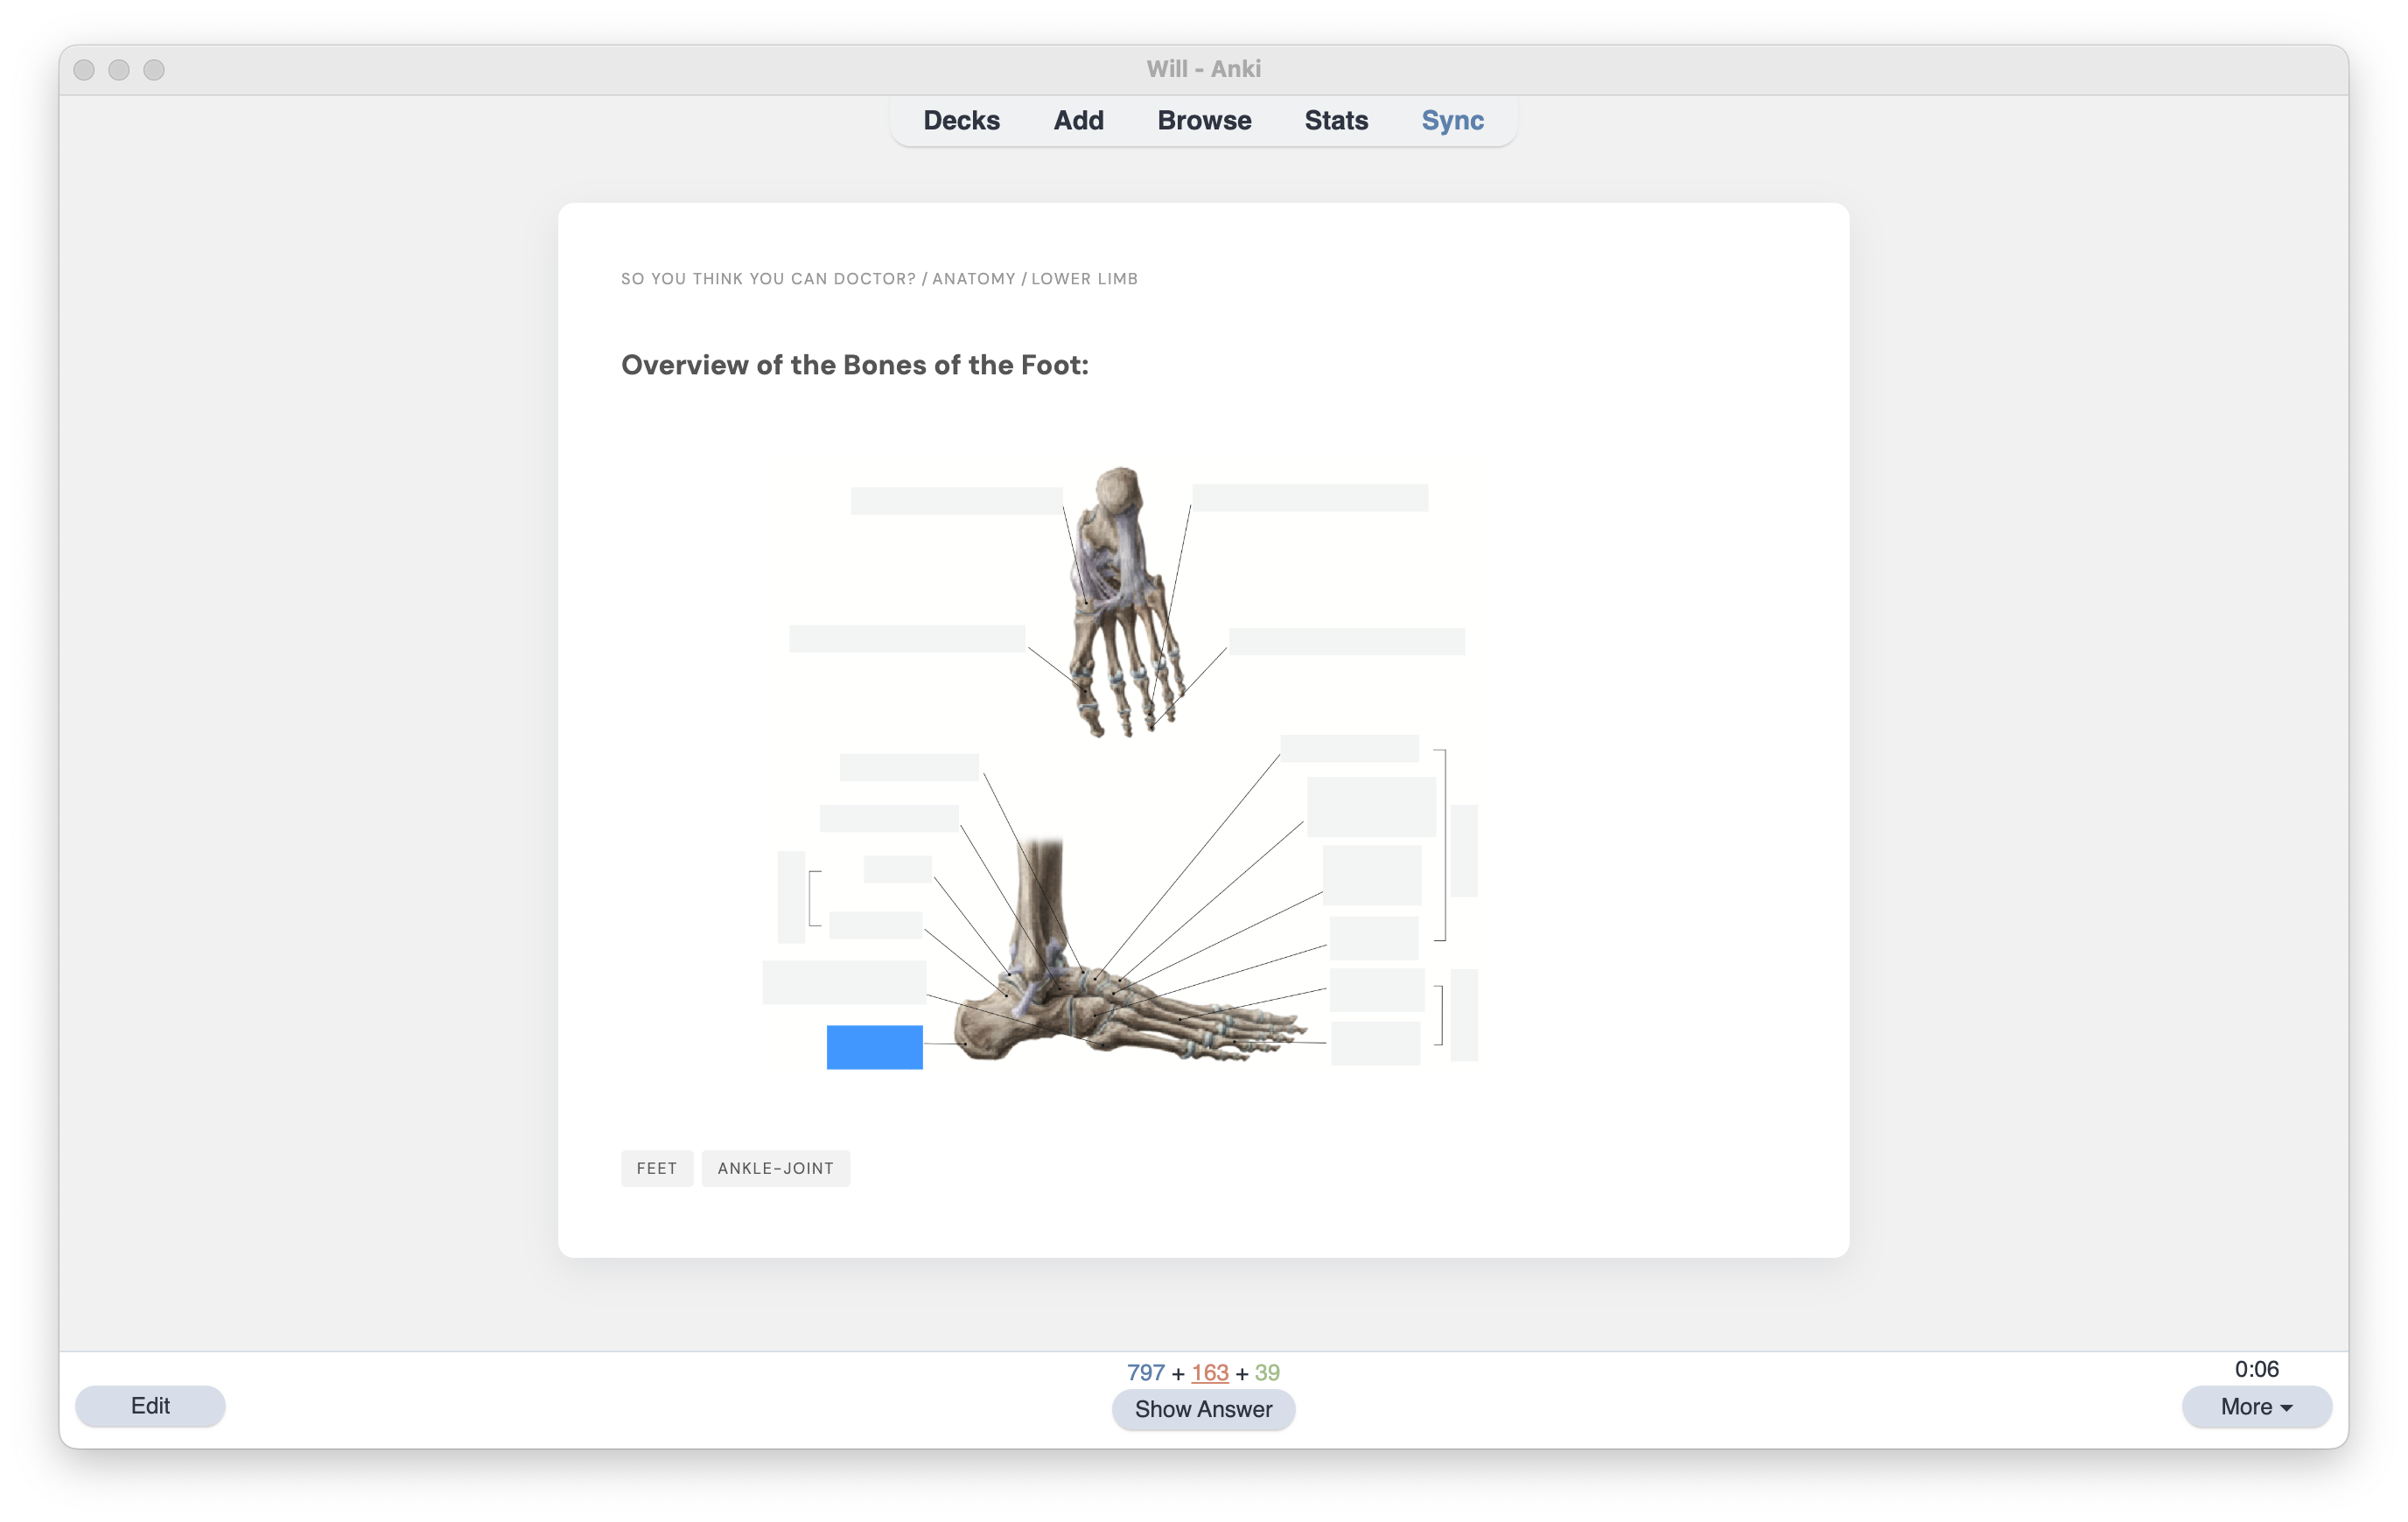 Will - Anki
Decks Add Browse Stats Sync
SO YOU THINK YOU CAN DOCTOR? / ANATOMY / LOWER LIMB
Overview of the Bones of the Foot:
FEET ANKLE-JOINT
797 + 163 + 39
0:06
Edit
Show Answer
More